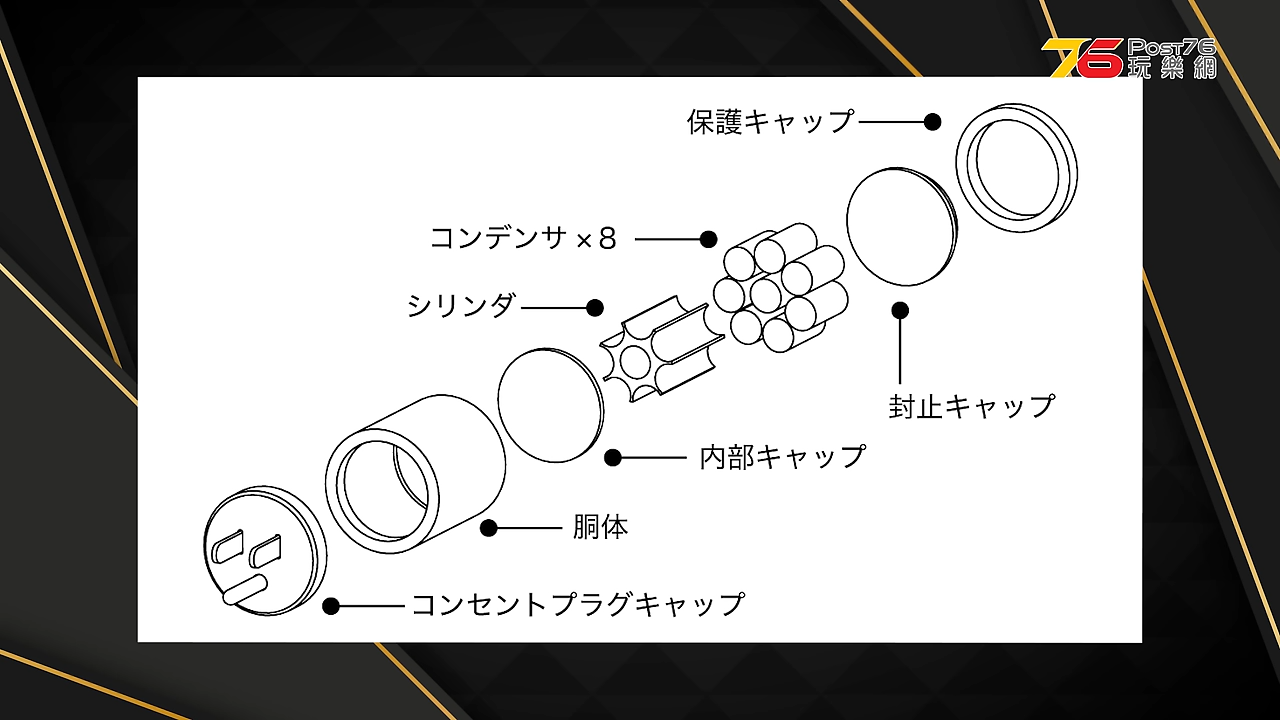 76 POST76
玩樂網
保護キャップ
コンデンサ×8
シリンダ
封止キャップ
内部キャップ
胴体
コンセントプラグキャップ